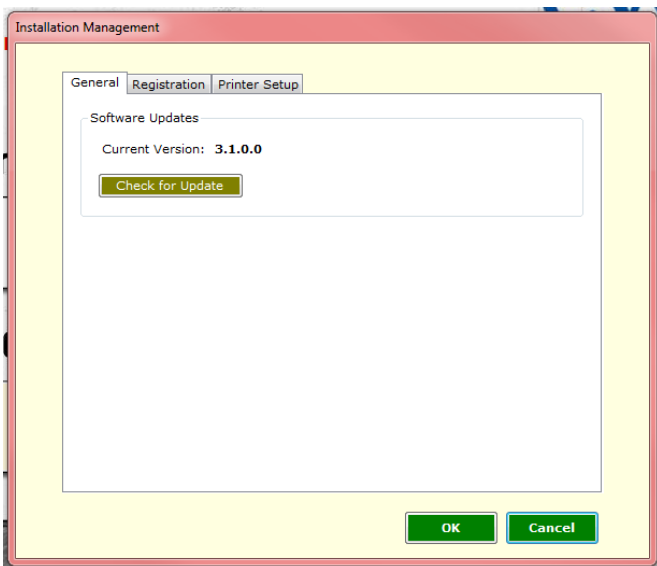 Installation Management
General Registration Printer Setup
Software Updates
Current Version: 3.1.0.0
Check for Update
OK Cancel